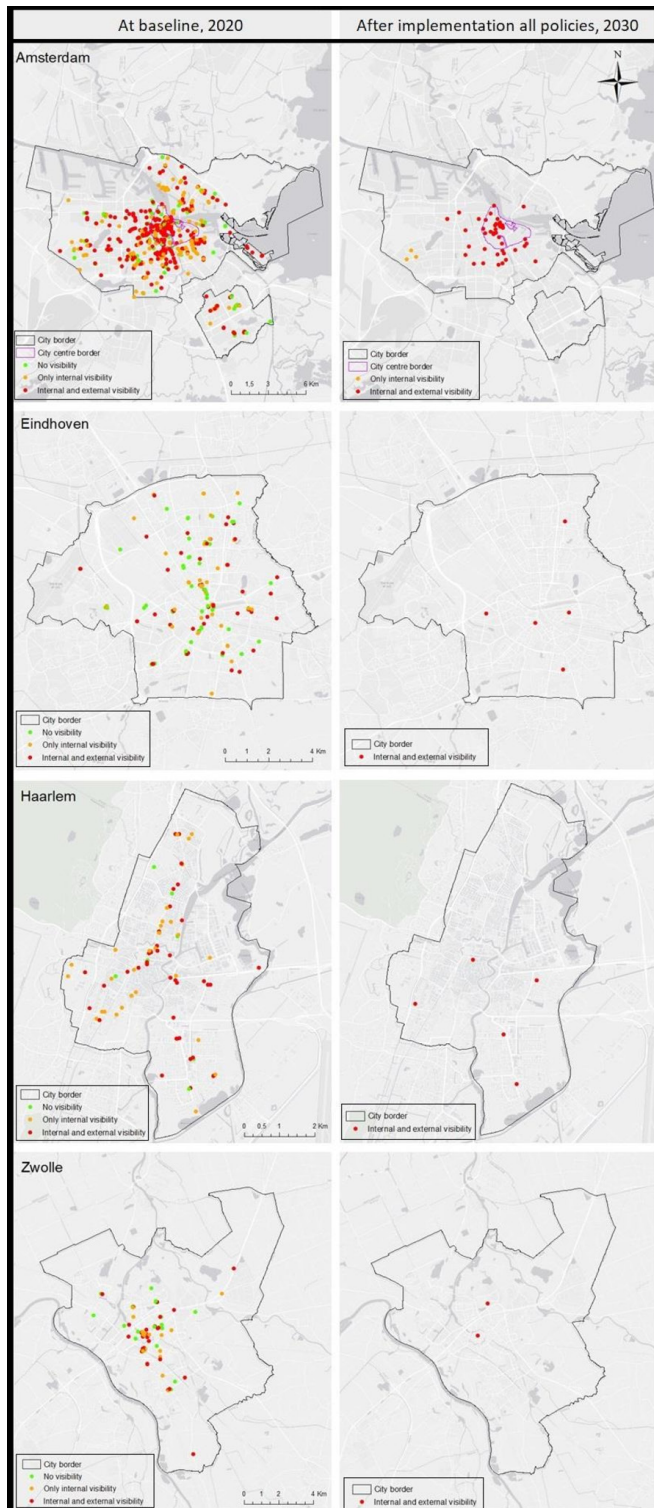 At baseline, 2020
After implementation all policies, 2030
Amsterdam
N
City border
City centre border
No visibility
Only internal visibility
Internal and external visibility
0 1,5 3 6 Km
City border
City centre border
Only internal visibility
Internal and external visibility
Eindhoven
City border
No visibility
Only internal visibility
Internal and external visibility
0 1 2 4 Km
City border
Internal and external visibility
Haarlem
City border
No visibility
Only internal visibility
Internal and external visibility
0 0,5 1 2 Km
City border
Internal and external visibility
Zwolle
City border
No visibility
Only internal visibility
Internal and external visibility
0 1 2 4 Km
City border
Internal and external visibility